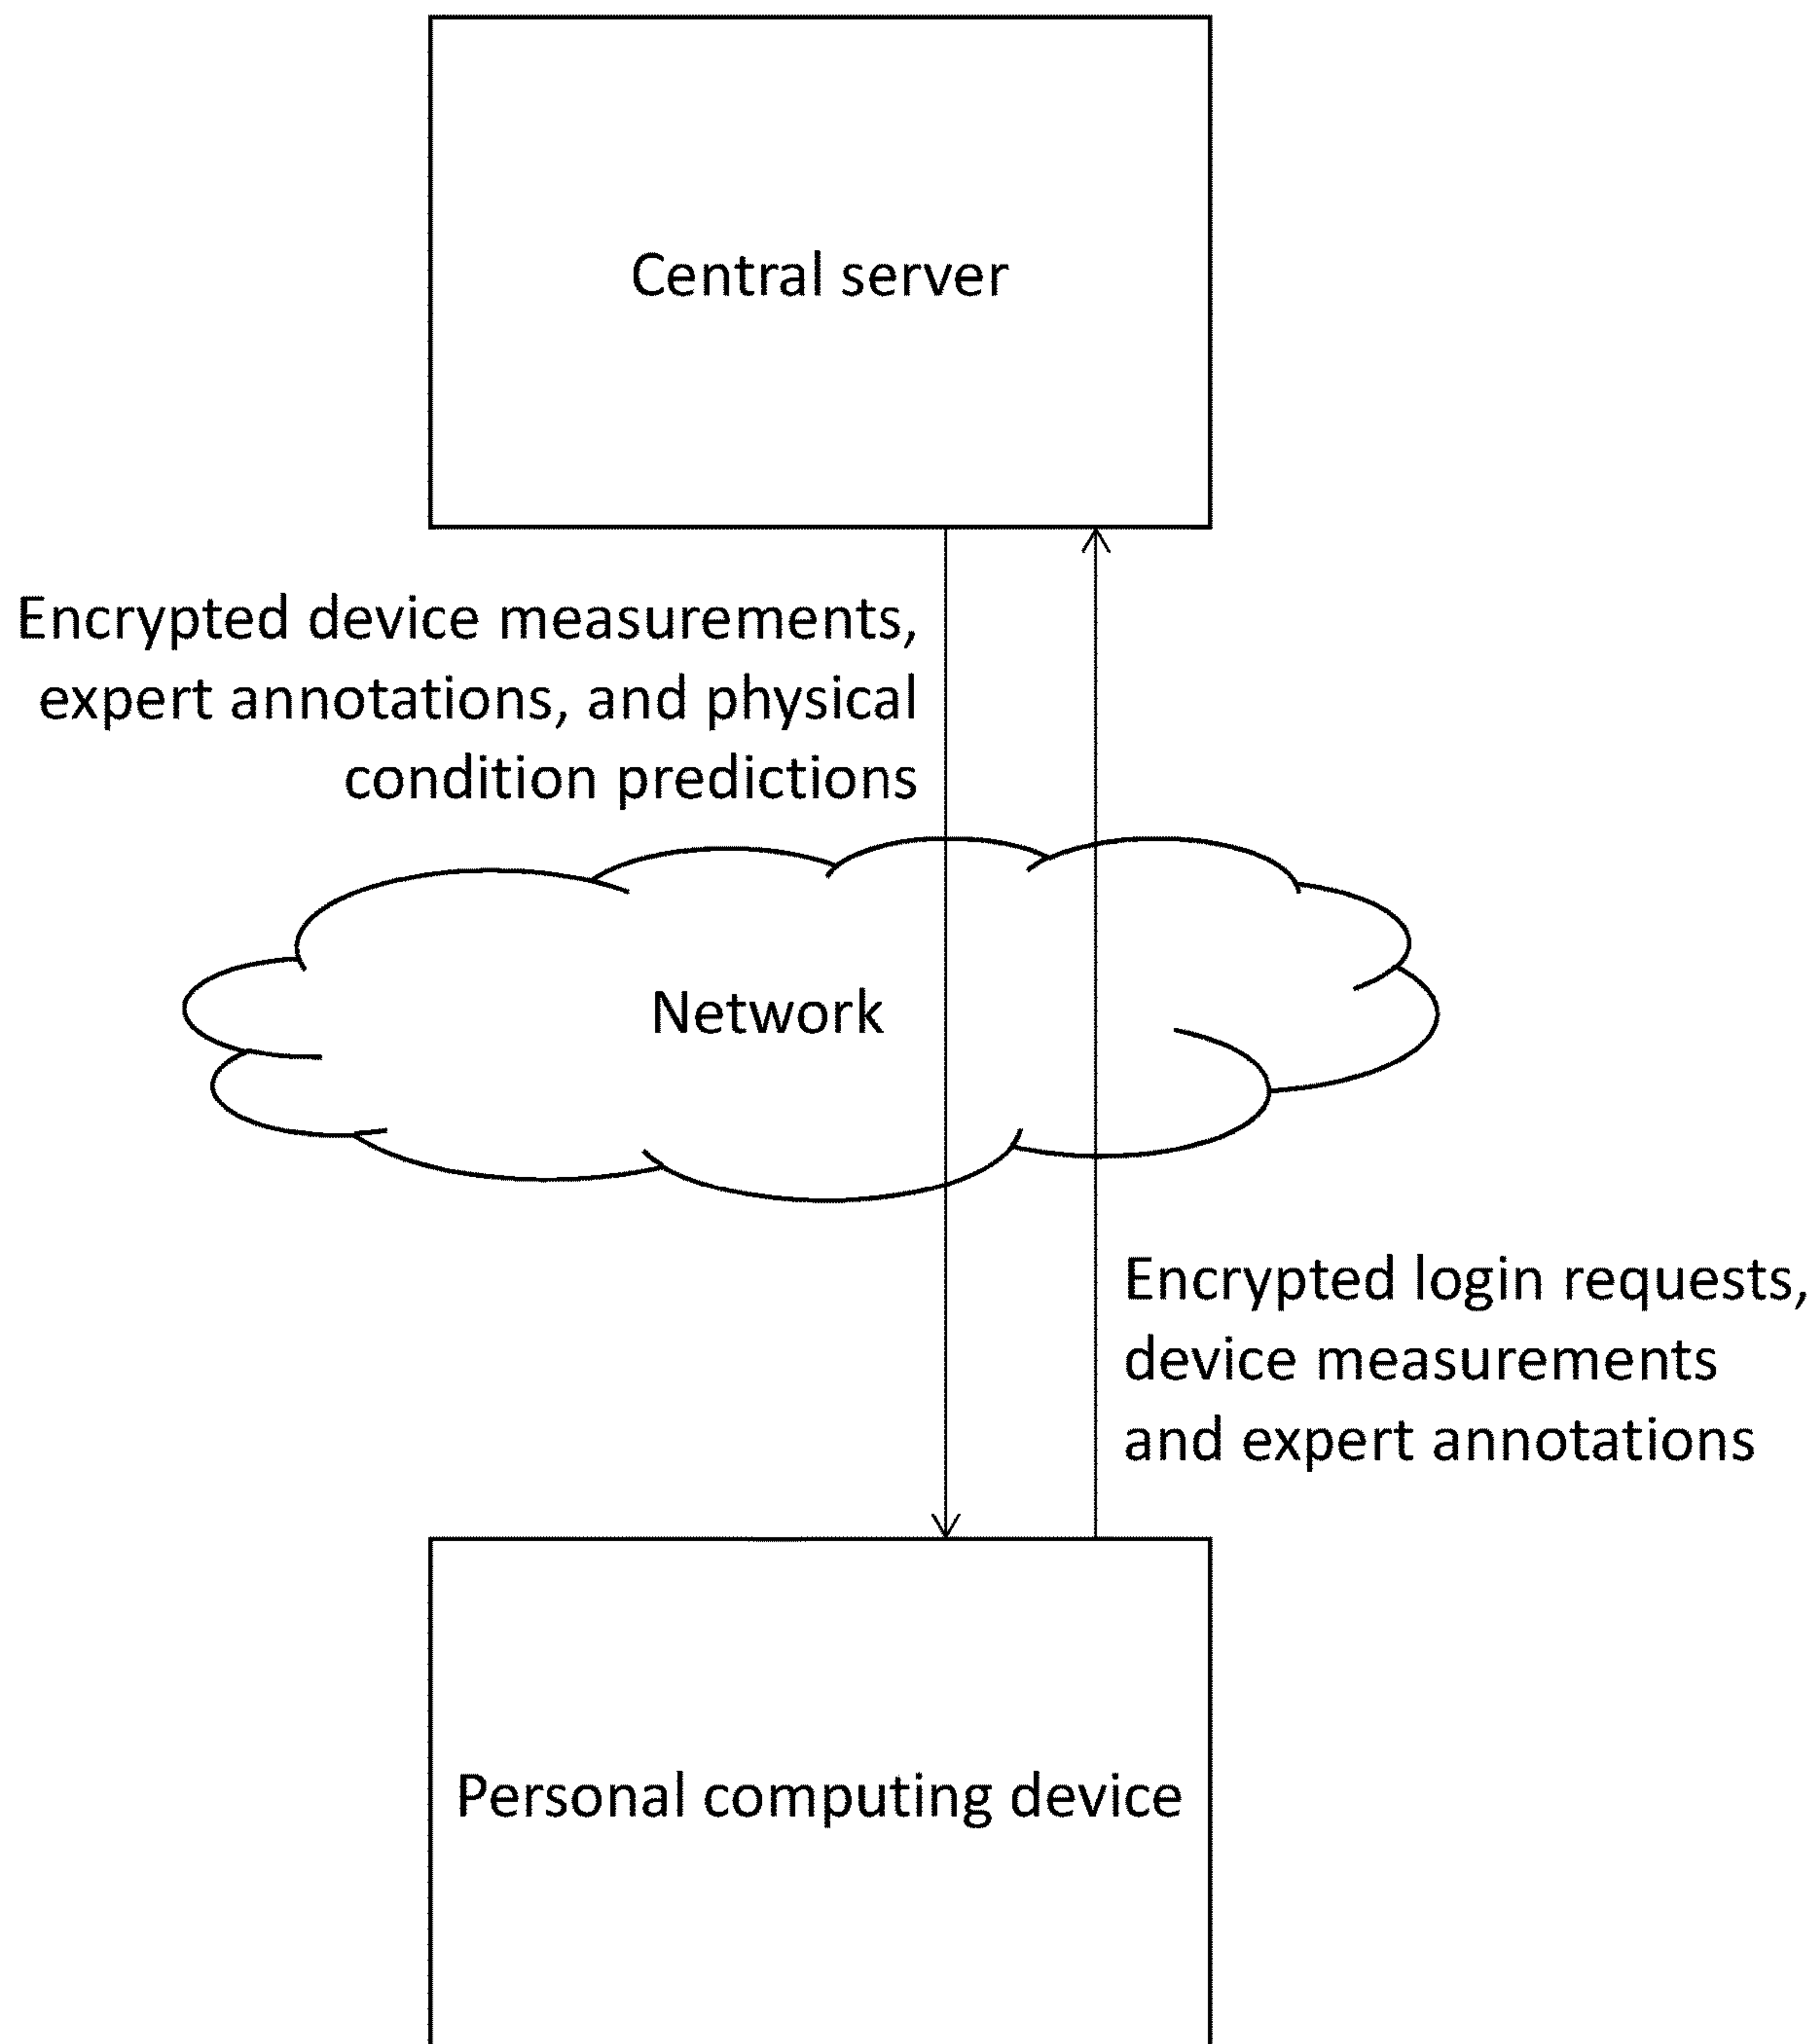 Central server
Encrypted device measurements,
expert annotations, and physical
condition predictions
Network
Encrypted login requests,
device measurements
and expert annotations
Personal computing device